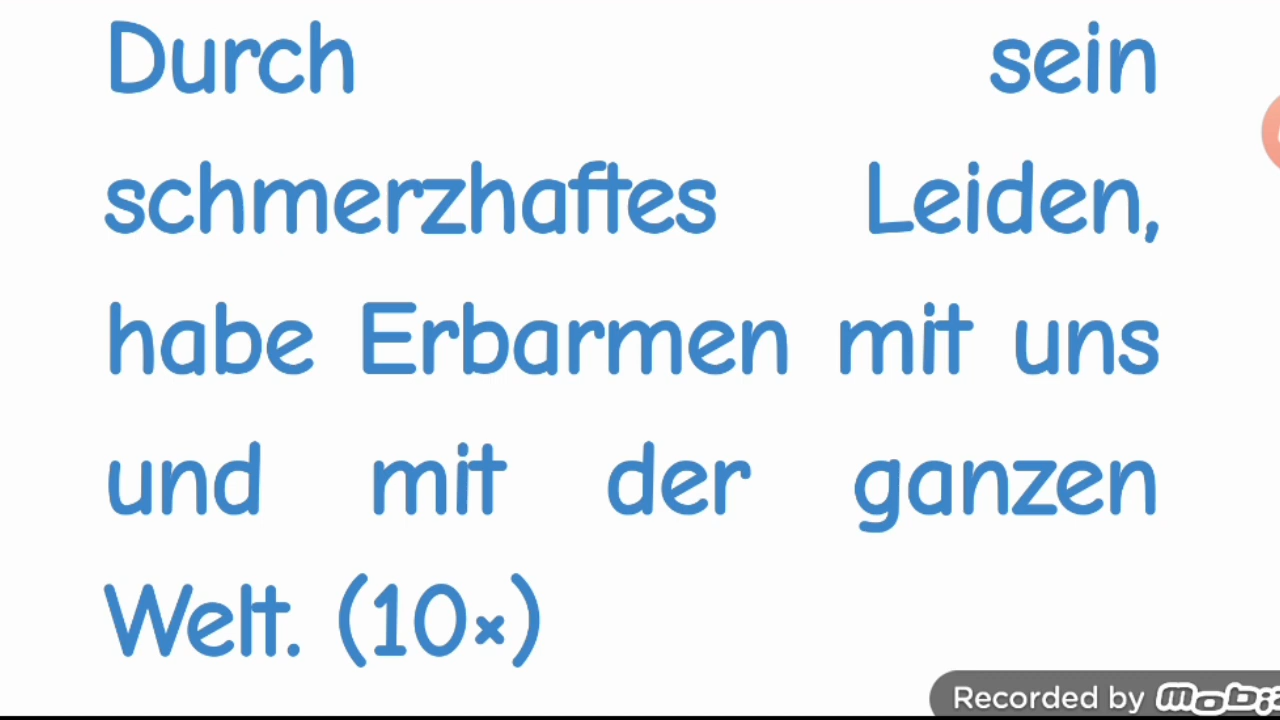 Durch sein
schmerzhaftes Leiden,
habe Erbarmen mit uns
und mit der ganzen
Welt. (10×)
Recorded by